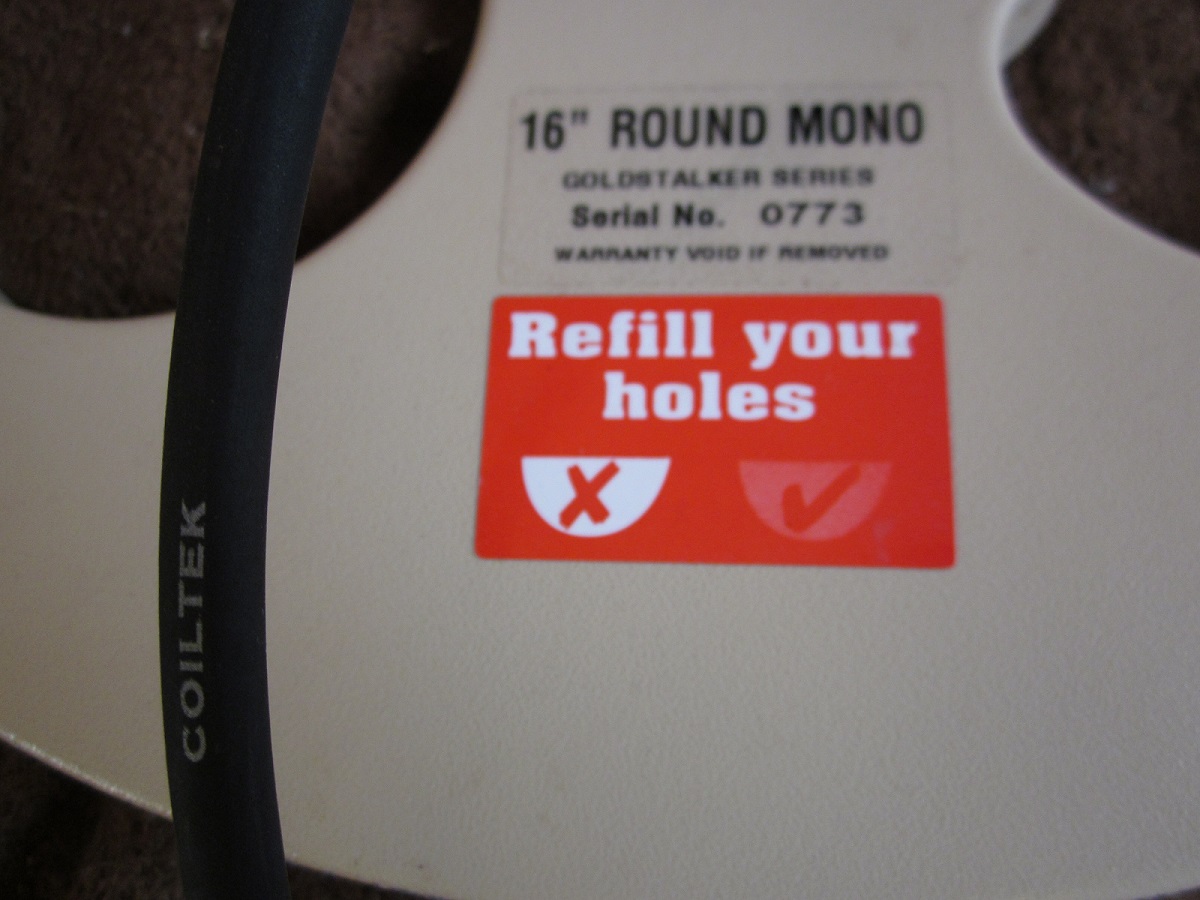 16" ROUND MONO
GOLDSTALKER SERIES
Serial No. 0773
WARRANTY VOID IF REMOVED
Refill your
holes
COILTEK